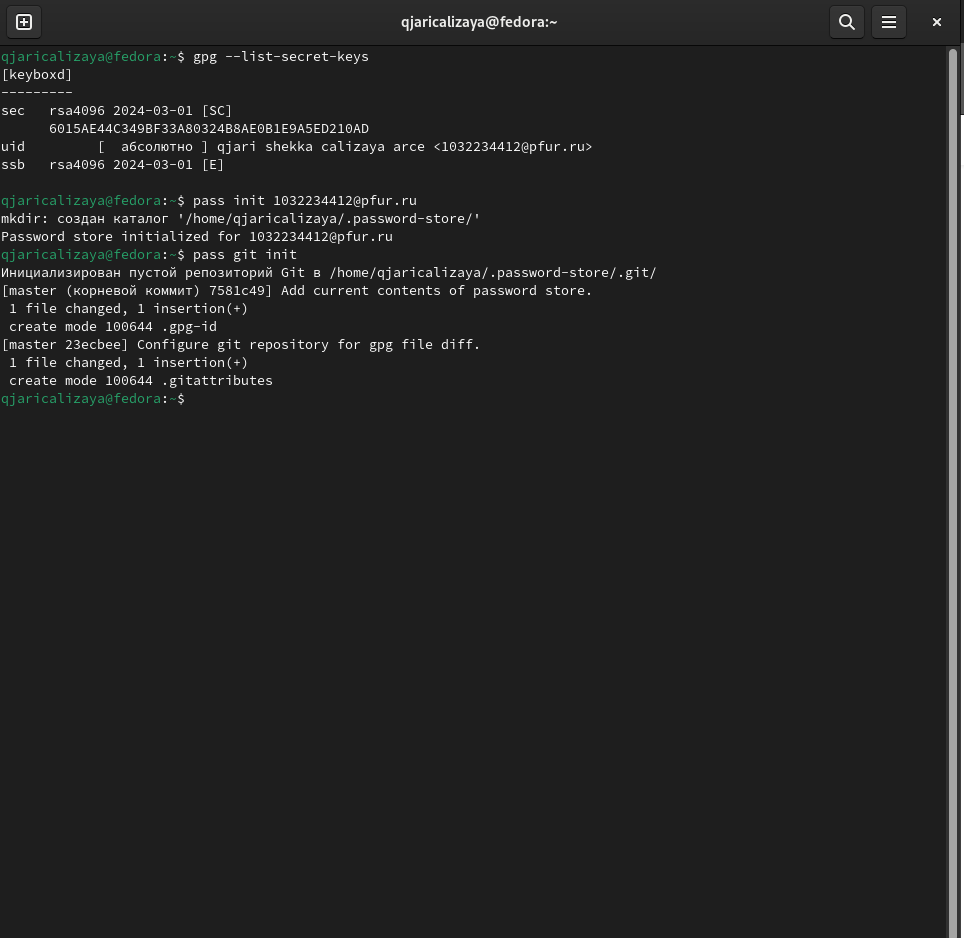 qjaricalizaya@fedora:~
qjaricalizaya@fedora:~$ gpg --list-secret-keys
[keyboxd]
---------
sec   rsa4096 2024-03-01 [SC]
      6015AE44C349BF33A80324B8AE0B1E9A5ED210AD
uid         [  абсолютно ] qjari shekka calizaya arce <1032234412@pfur.ru>
ssb   rsa4096 2024-03-01 [E]
qjaricalizaya@fedora:~$ pass init 1032234412@pfur.ru
mkdir: создан каталог '/home/qjaricalizaya/.password-store/'
Password store initialized for 1032234412@pfur.ru
qjaricalizaya@fedora:~$ pass git init
Инициализирован пустой репозиторий Git в /home/qjaricalizaya/.password-store/.git/
[master (корневой коммит) 7581c49] Add current contents of password store.
 1 file changed, 1 insertion(+)
 create mode 100644 .gpg-id
[master 23ecbee] Configure git repository for gpg file diff.
 1 file changed, 1 insertion(+)
 create mode 100644 .gitattributes
qjaricalizaya@fedora:~$